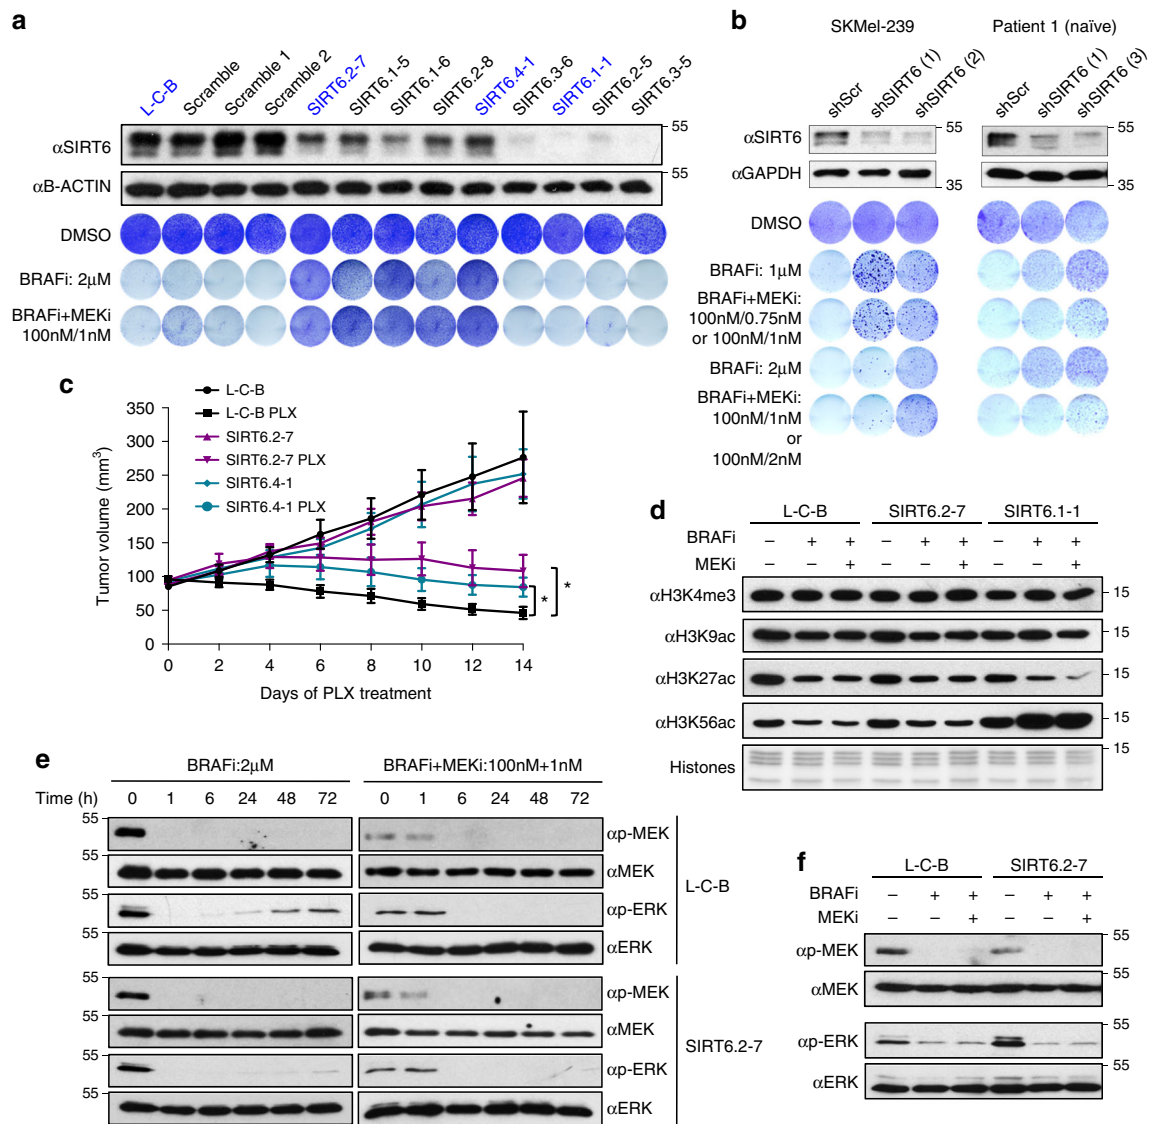 a
L-C-B
Scramble
Scramble 1
Scramble 2
SIRT6.2-7
SIRT6.1-5
SIRT6.1-6
SIRT6.2-8
SIRT6.4-1
SIRT6.3-6
SIRT6.1-1
SIRT6.2-5
SIRT6.3-5
αSIRT6
55
αB-ACTIN
55
DMSO
BRAFi: 2μM
BRAFi+MEKi
100nM/1nM
b
SKMel-239
Patient 1 (naïve)
shScr
shSIRT6 (1)
shSIRT6 (2)
shScr
shSIRT6 (1)
shSIRT6 (3)
αSIRT6
55
55
αGAPDH
35
35
DMSO
BRAFi: 1μM
BRAFi+MEKi:
100nM/0.75nM
or 100nM/1nM
BRAFi: 2μM
BRAFi+MEKi:
100nM/1nM
or
100nM/2nM
c
L-C-B
L-C-B PLX
SIRT6.2-7
SIRT6.2-7 PLX
SIRT6.4-1
SIRT6.4-1 PLX
Tumor volume (mm³)
350
300
250
200
150
100
50
0
* *
0 2 4 6 8 10 12 14
Days of PLX treatment
d
L-C-B SIRT6.2-7 SIRT6.1-1
BRAFi − + + − + + − + +
MEKi + + +
αH3K4me3 15
αH3K9ac 15
αH3K27ac 15
αH3K56ac 15
Histones 15
e
BRAFi:2μM BRAFi+MEKi:100nM+1nM
Time (h) 0 1 6 24 48 72 0 1 6 24 48 72
55 αp-MEK
55 αMEK
55 αp-ERK
55 αERK
L-C-B
55 αp-MEK
55 αMEK
55 αp-ERK
55 αERK
SIRT6.2-7
f
L-C-B SIRT6.2-7
BRAFi − + + − + +
MEKi + +
αp-MEK 55
αMEK 55
αp-ERK 55
αERK 55